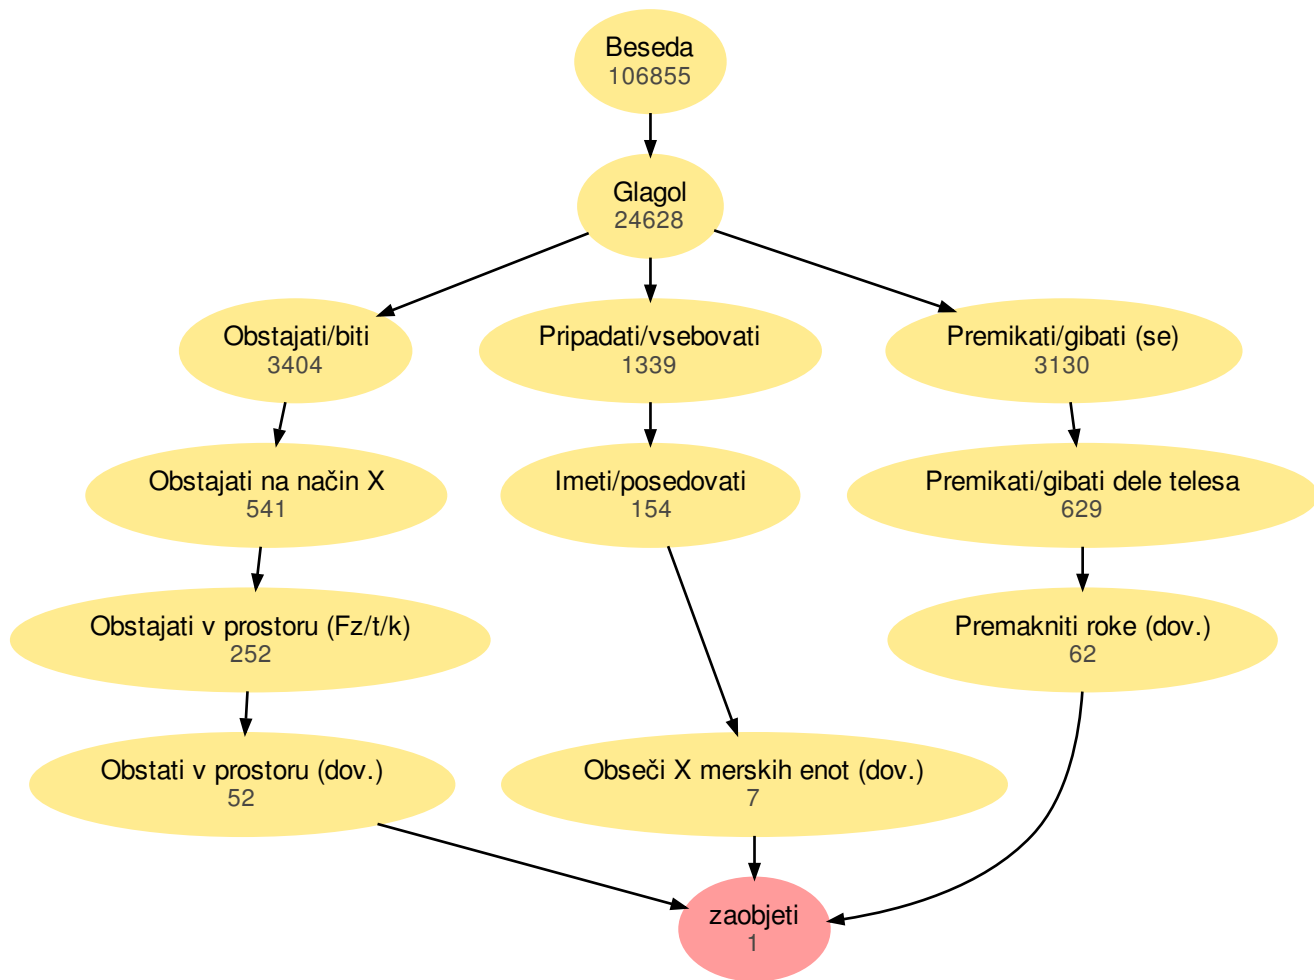 Beseda
106855
Glagol
24628
Obstajati/biti
3404
Pripadati/vsebovati
1339
Premikati/gibati (se)
3130
Obstajati na način X
541
Imeti/posedovati
154
Premikati/gibati dele telesa
629
Obstajati v prostoru (Fz/t/k)
252
Premakniti roke (dov.)
62
Obstati v prostoru (dov.)
52
Obseči X merskih enot (dov.)
7
zaobjeti
1